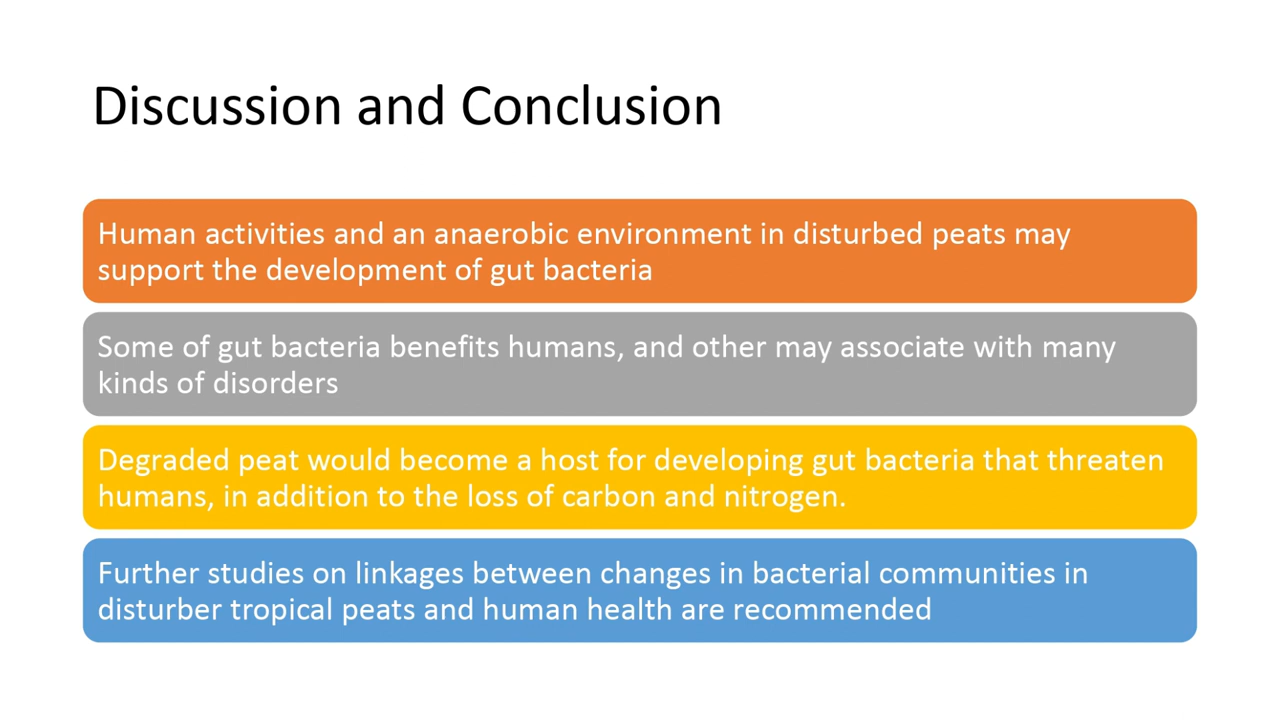 Discussion and Conclusion
Human activities and an anaerobic environment in disturbed peats may
support the development of gut bacteria
Some of gut bacteria benefits humans, and other may associate with many
kinds of disorders
Degraded peat would become a host for developing gut bacteria that threaten
humans, in addition to the loss of carbon and nitrogen.
Further studies on linkages between changes in bacterial communities in
disturber tropical peats and human health are recommended